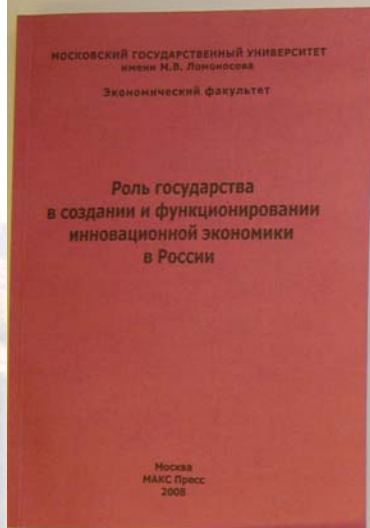 МОСКОВСКИЙ ГОСУДАРСТВЕННЫЙ УНИВЕРСИТЕТ
имени М.В. Ломоносова
Экономический факультет
Роль государства
в создании и функционировании
инновационной экономики
в России
Москва
МАКС Пресс
2008